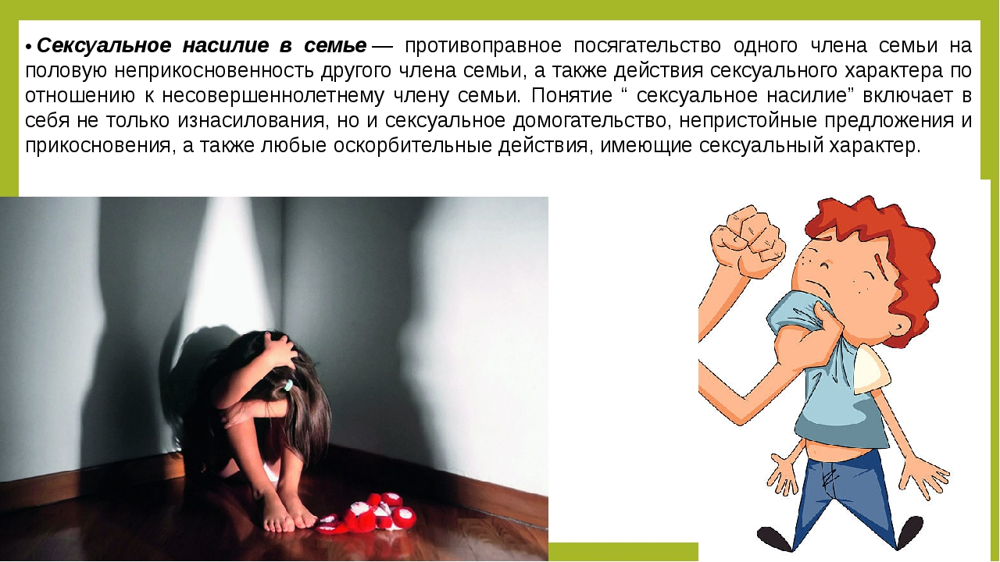 • Сексуальное насилие в семье — противоправное посягательство одного члена семьи на
половую неприкосновенность другого члена семьи, а также действия сексуального характера по
отношению к несовершеннолетнему члену семьи. Понятие “ сексуальное насилие” включает в
себя не только изнасилования, но и сексуальное домогательство, непристойные предложения и
прикосновения, а также любые оскорбительные действия, имеющие сексуальный характер.